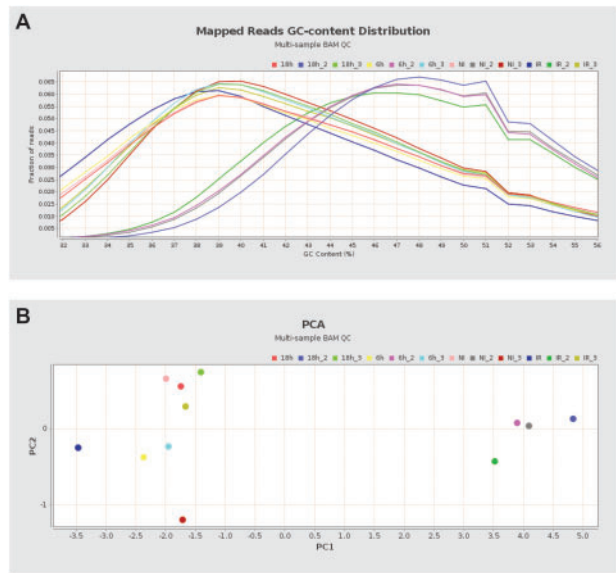 A
Mapped Reads GC-content Distribution
Multi-sample BAM QC
18h 18h_2 18h_3 6h 6h_2 6h_3 NI NI_2 NI_3 IR IR_2 IR_3
0.065
0.060
0.055
0.050
0.045
0.040
0.035
0.030
0.025
0.020
0.015
0.010
0.005
Fraction of reads
32 33 34 35 36 37 38 39 40 41 42 43 44 45 46 47 48 49 50 51 52 53 54 55 56
GC Content (%)
B
PCA
Multi-sample BAM QC
18h 18h_2 18h_3 6h 6h_2 6h_3 NI NI_2 NI_3 IR IR_2 IR_3
0
-1
PC2
-3.5 -3.0 -2.5 -2.0 -1.5 -1.0 -0.5 0.0 0.5 1.0 1.5 2.0 2.5 3.0 3.5 4.0 4.5 5.0
PC1